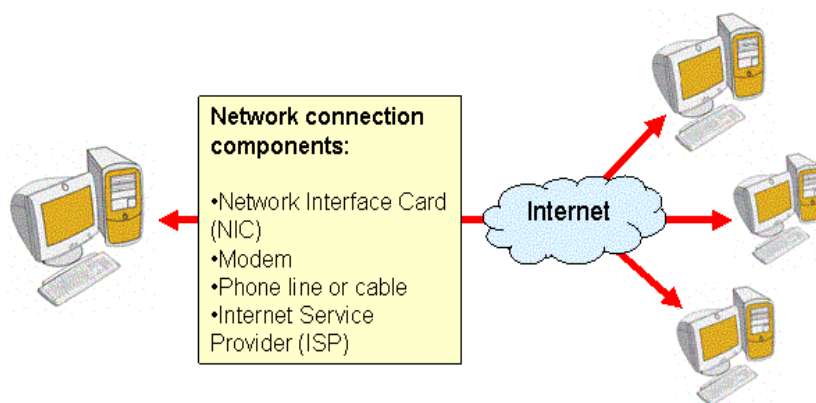 Network connection
components:
•Network Interface Card
(NIC)
•Modem
•Phone line or cable
•Internet Service
Provider (ISP)
Internet